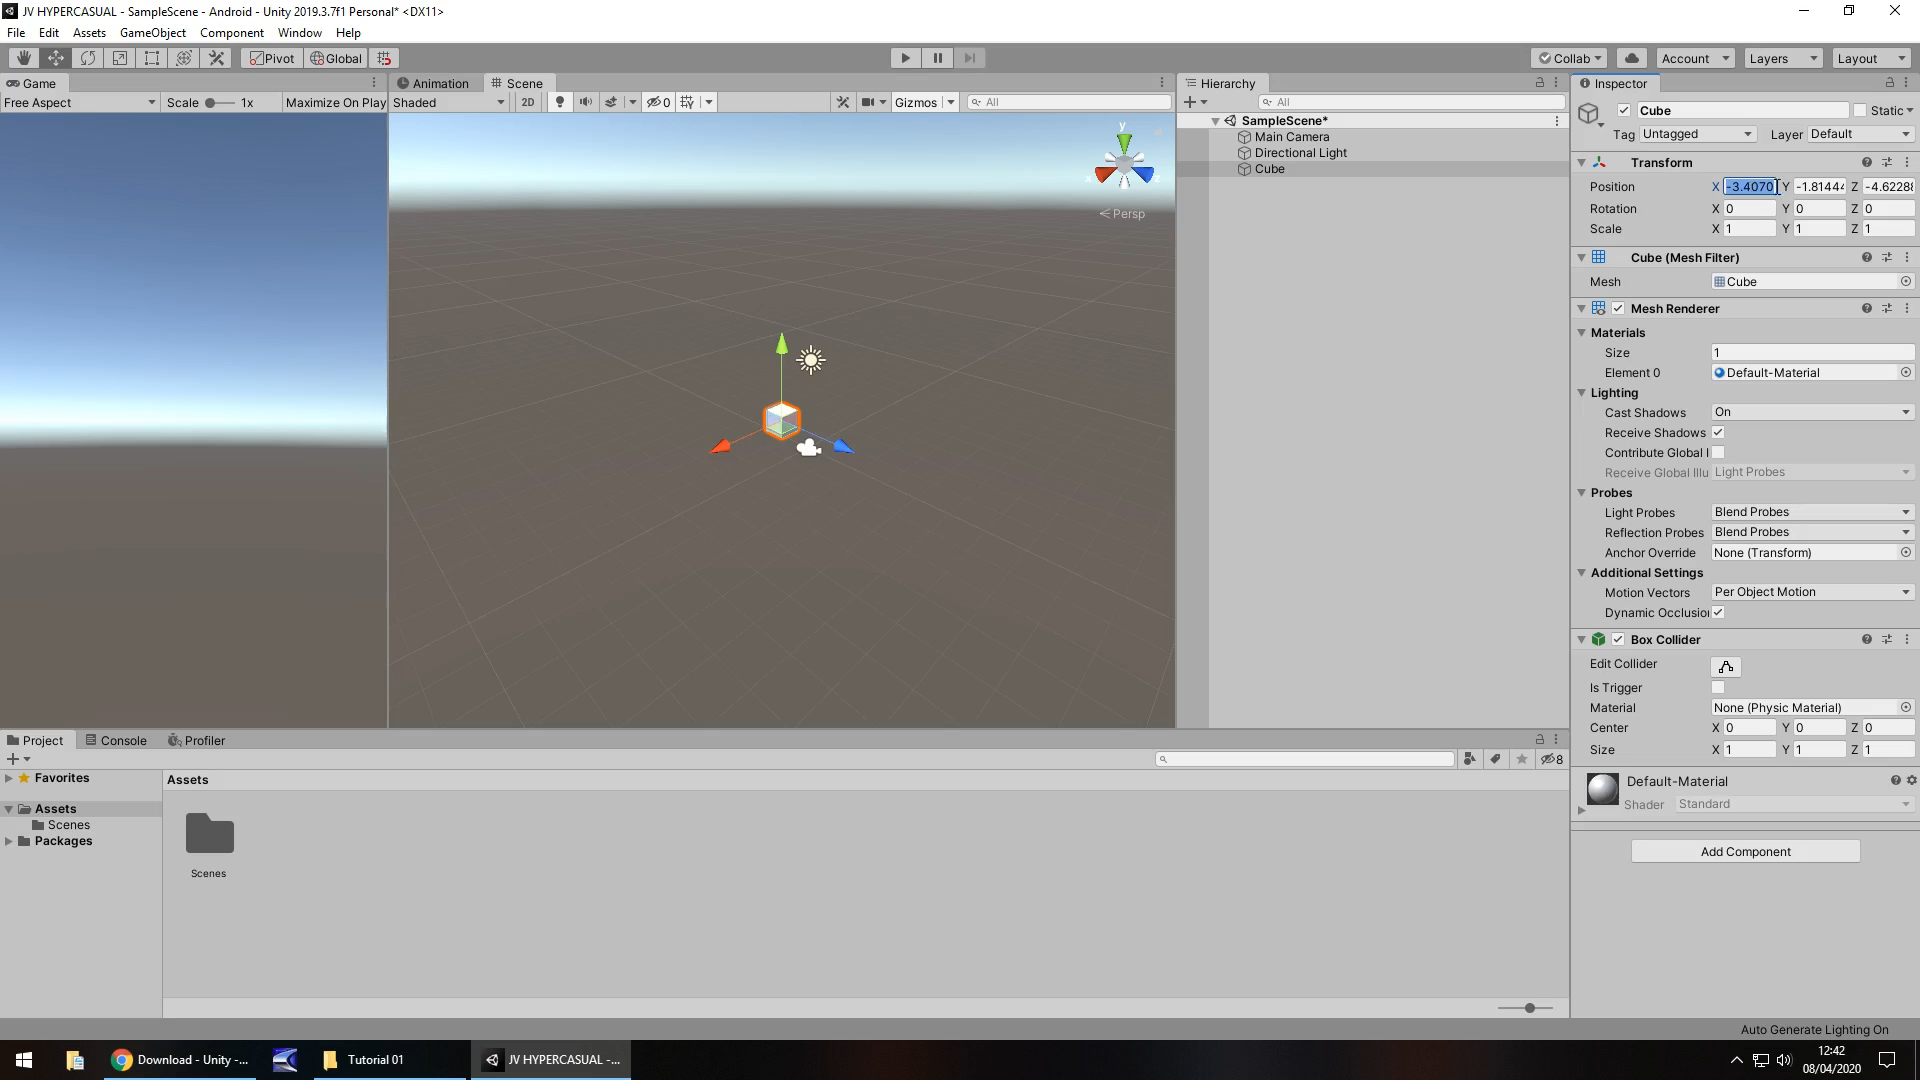 JV HYPERCASUAL - SampleScene - Android - Unity 2019.3.7f1 Personal* <DX11>
File Edit Assets GameObject Component Window Help
Pivot Global Collab Account Layers Layout
Game Animation Scene Hierarchy Inspector
Free Aspect Scale 1x Maximize On Play Shaded 2D 0 Gizmos All All
Cube Static
SampleScene*
Main Camera
Directional Light
Cube
y
x
z
Persp
Tag Untagged Layer Default
Transform
Position X -3.4070 Y -1.81444 Z -4.62288
Rotation X 0 Y 0 Z 0
Scale X 1 Y 1 Z 1
Cube (Mesh Filter)
Mesh Cube
Mesh Renderer
Materials
Size 1
Element 0 Default-Material
Lighting
Cast Shadows On
Receive Shadows
Contribute Global I
Receive Global Illu Light Probes
Probes
Light Probes Blend Probes
Reflection Probes Blend Probes
Anchor Override None (Transform)
Additional Settings
Motion Vectors Per Object Motion
Dynamic Occlusion
Box Collider
Edit Collider
Is Trigger
Material None (Physic Material)
Center X 0 Y 0 Z 0
Size X 1 Y 1 Z 1
Default-Material
Shader Standard
Add Component
Project Console Profiler
8
Favorites
Assets
Scenes
Packages
Assets
Scenes
Auto Generate Lighting On
Download - Unity -... Tutorial 01 JV HYPERCASUAL -...
12:42
08/04/2020